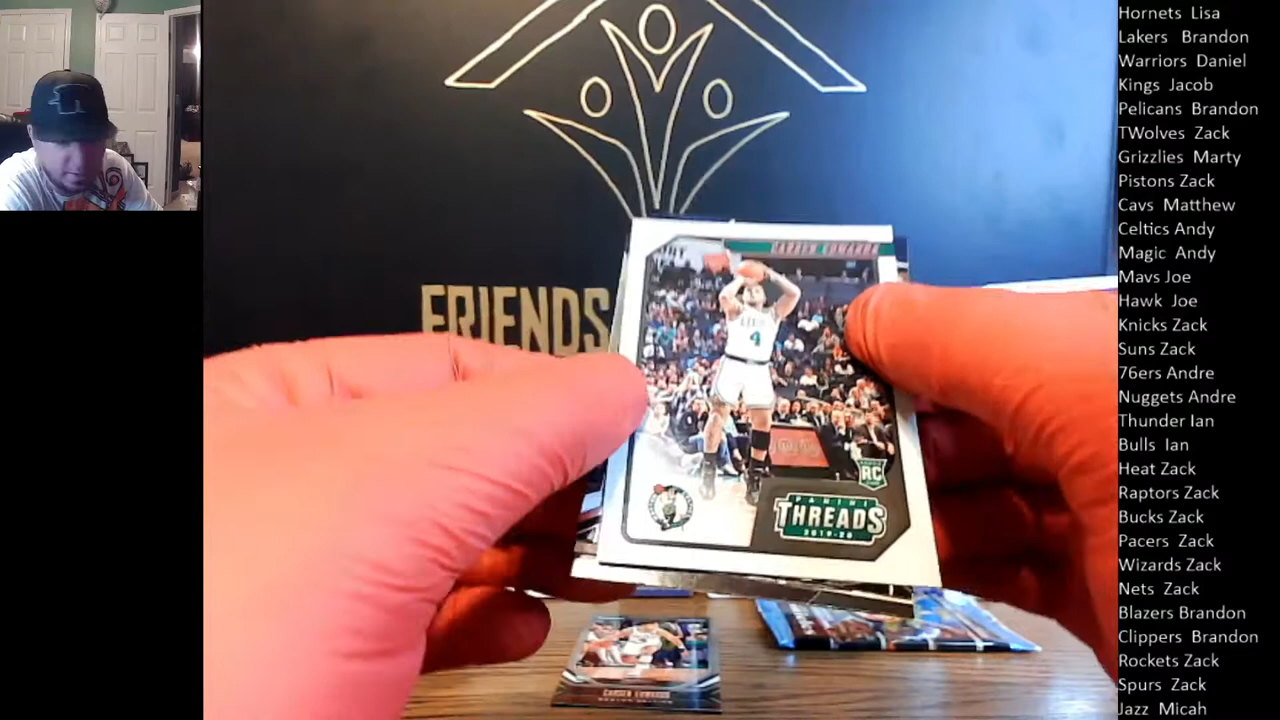 Hornets Lisa
Lakers Brandon
Warriors Daniel
Kings Jacob
Pelicans Brandon
TWolves Zack
Grizzlies Marty
Pistons Zack
Cavs Matthew
Celtics Andy
Magic Andy
Mavs Joe
Hawk Joe
Knicks Zack
Suns Zack
76ers Andre
Nuggets Andre
Thunder Ian
Bulls Ian
Heat Zack
Raptors Zack
Bucks Zack
Pacers Zack
Wizards Zack
Nets Zack
Blazers Brandon
Clippers Brandon
Rockets Zack
Spurs Zack
Jazz Micah
FRIENDS
CARSEN EDWARDS
4
RC
PANINI
THREADS
2019-20
CARSEN EDWARDS